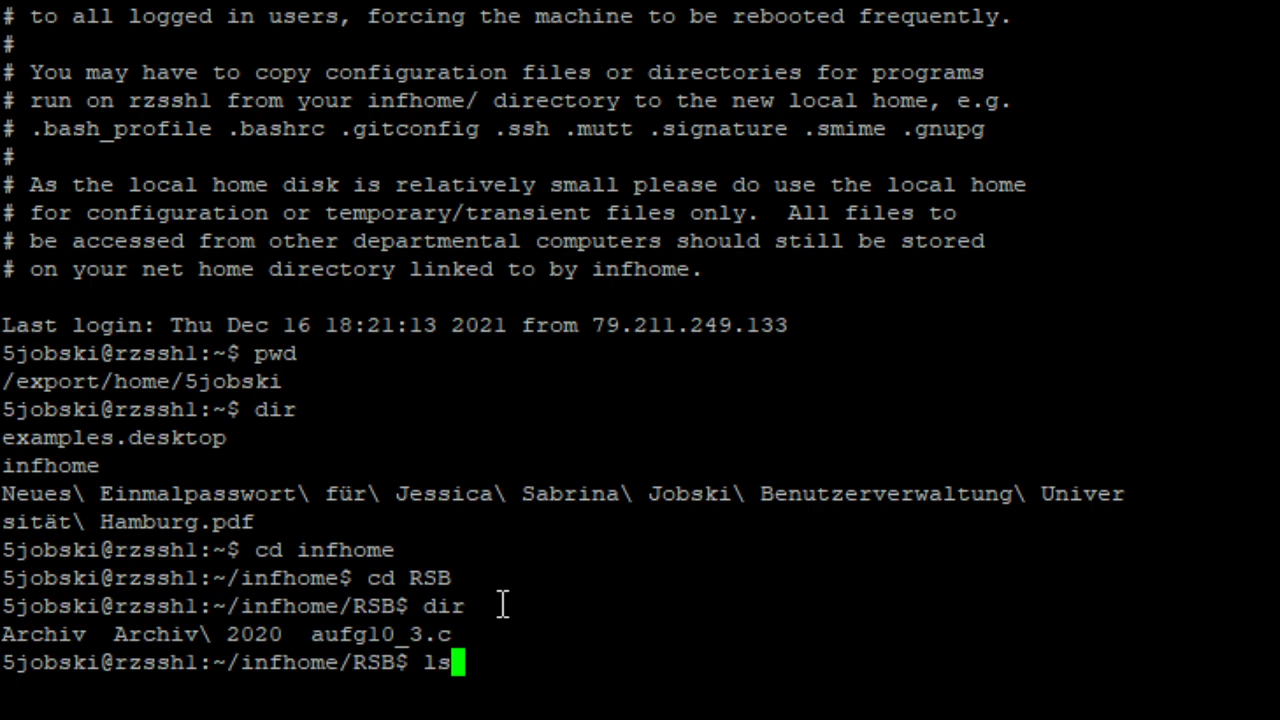 # to all logged in users, forcing the machine to be rebooted frequently.
#
# You may have to copy configuration files or directories for programs
# run on rzssh1 from your infhome/ directory to the new local home, e.g.
# .bash_profile .bashrc .gitconfig .ssh .mutt .signature .smime .gnupg
#
# As the local home disk is relatively small please do use the local home
# for configuration or temporary/transient files only.  All files to
# be accessed from other departmental computers should still be stored
# on your net home directory linked to by infhome.
Last login: Thu Dec 16 18:21:13 2021 from 79.211.249.133
5jobski@rzssh1:~$ pwd
/export/home/5jobski
5jobski@rzssh1:~$ dir
examples.desktop
infhome
Neues\ Einmalpasswort\ für\ Jessica\ Sabrina\ Jobski\ Benutzerverwaltung\ Univer
sität\ Hamburg.pdf
5jobski@rzssh1:~$ cd infhome
5jobski@rzssh1:~/infhome$ cd RSB
5jobski@rzssh1:~/infhome/RSB$ dir
Archiv  Archiv\ 2020  aufg10_3.c
5jobski@rzssh1:~/infhome/RSB$ ls